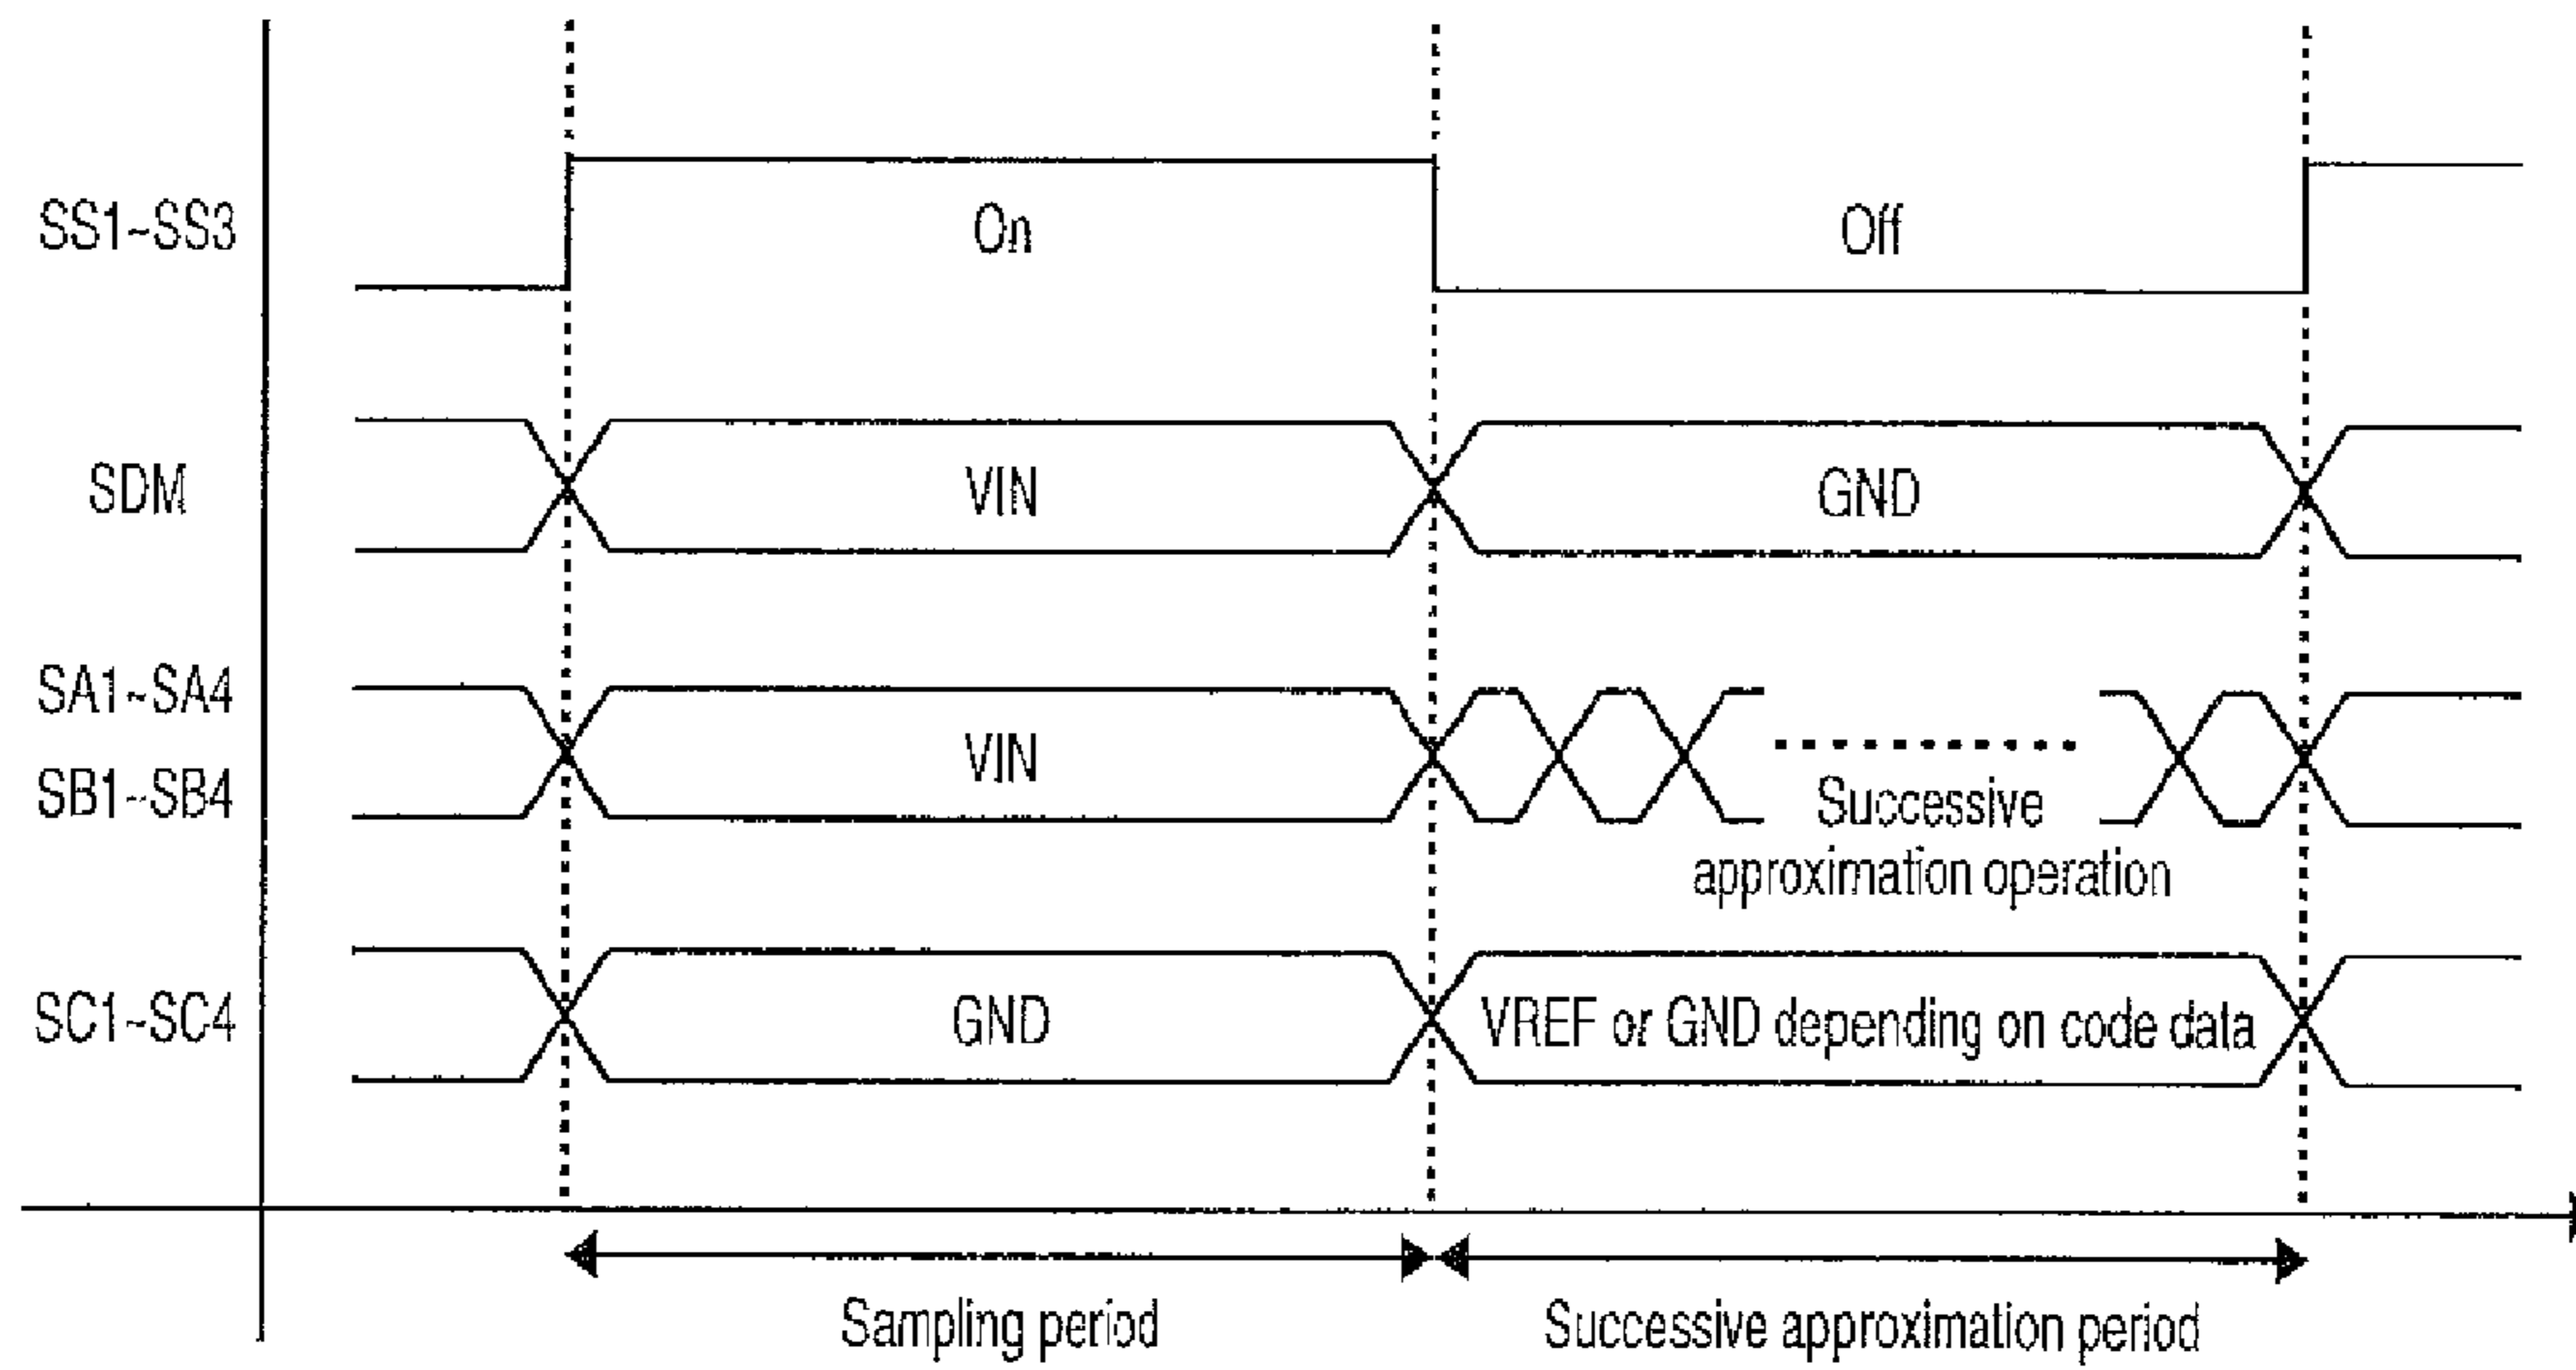 SS1~SS3
On
Off
SDM
VIN
GND
SA1~SA4
SB1~SB4
VIN
Successive
approximation operation
SC1~SC4
GND
VREF or GND depending on code data
Sampling period
Successive approximation period